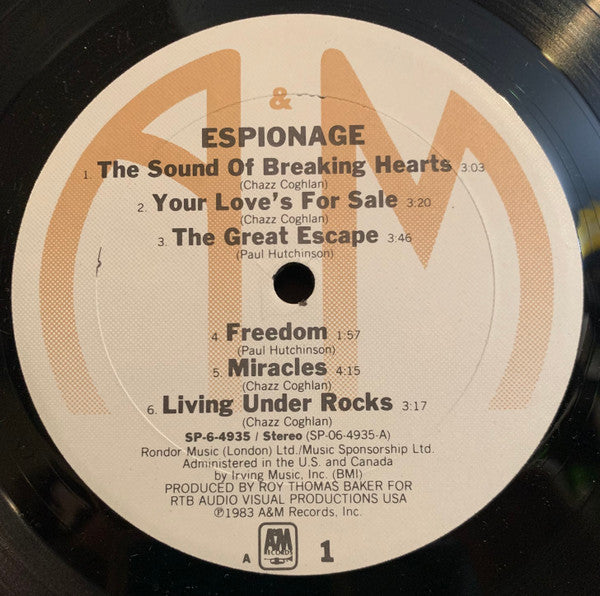 &
ESPIONAGE
1. The Sound Of Breaking Hearts 3:03
(Chazz Coghlan)
2. Your Love's For Sale 3:20
(Chazz Coghlan)
3. The Great Escape 3:46
(Paul Hutchinson)
4. Freedom 1:57
(Paul Hutchinson)
5. Miracles 4:15
(Chazz Coghlan)
6. Living Under Rocks 3:17
(Chazz Coghlan)
SP-6-4935 / Stereo (SP-06-4935-A)
Rondor Music (London) Ltd./Music Sponsorship Ltd.
Administered in the U.S. and Canada
by Irving Music, Inc. (BMI)
PRODUCED BY ROY THOMAS BAKER FOR
RTB AUDIO VISUAL PRODUCTIONS USA
℗1983 A&M Records, Inc.
A A&M RECORDS 1